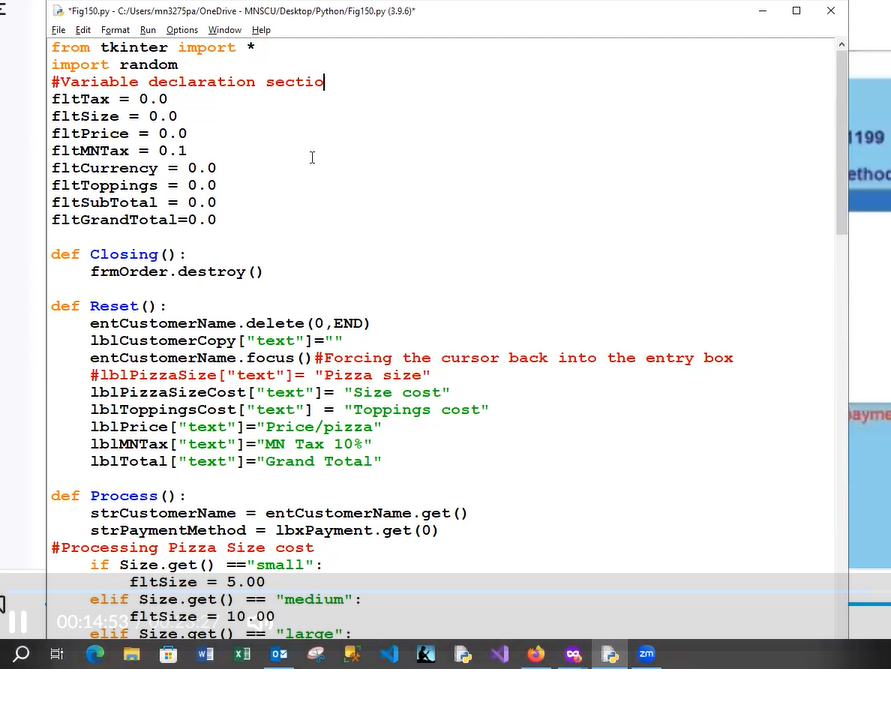 *Fig150.py - C:/Users/mn3275pa/OneDrive - MNSCU/Desktop/Python/Fig150.py (3.9.6)*
File Edit Format Run Options Window Help
from tkinter import *
import random
#Variable declaration sectio
fltTax = 0.0
fltSize = 0.0
fltPrice = 0.0
fltMNTax = 0.1
fltCurrency = 0.0
fltToppings = 0.0
fltSubTotal = 0.0
fltGrandTotal=0.0
def Closing():
    frmOrder.destroy()
def Reset():
    entCustomerName.delete(0,END)
    lblCustomerCopy["text"]=""
    entCustomerName.focus()#Forcing the cursor back into the entry box
    #lblPizzaSize["text"]= "Pizza size"
    lblPizzaSizeCost["text"]= "Size cost"
    lblToppingsCost["text"] = "Toppings cost"
    lblPrice["text"]="Price/pizza"
    lblMNTax["text"]="MN Tax 10%"
    lblTotal["text"]="Grand Total"
def Process():
    strCustomerName = entCustomerName.get()
    strPaymentMethod = lbxPayment.get(0)
#Processing Pizza Size cost
    if Size.get() =="small":
        fltSize = 5.00
    elif Size.get() == "medium":
        fltSize = 10.00
    elif Size.get() == "large":
00:14:53
1199
ethod
payme
zm